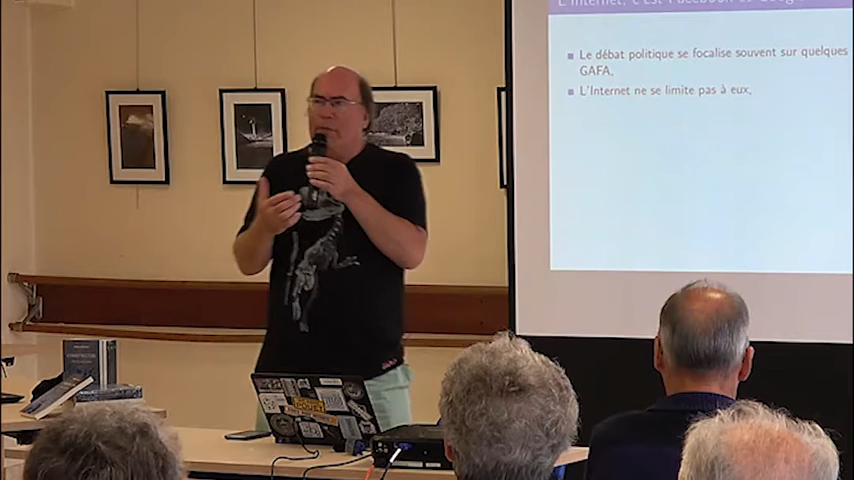 L'Internet, c'est Facebook et Google
Le débat politique se focalise souvent sur quelques
GAFA,
L'Internet ne se limite pas à eux,